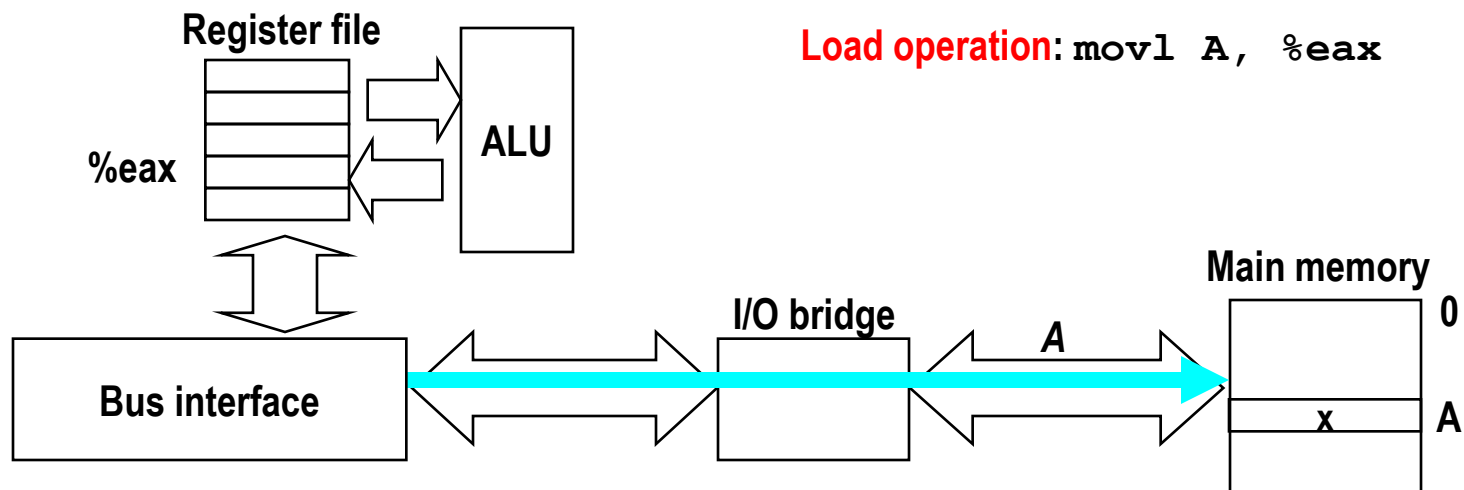 Register file
Load operation: movl A, %eax
ALU
%eax
Main memory
0
I/O bridge
A
Bus interface
x
A